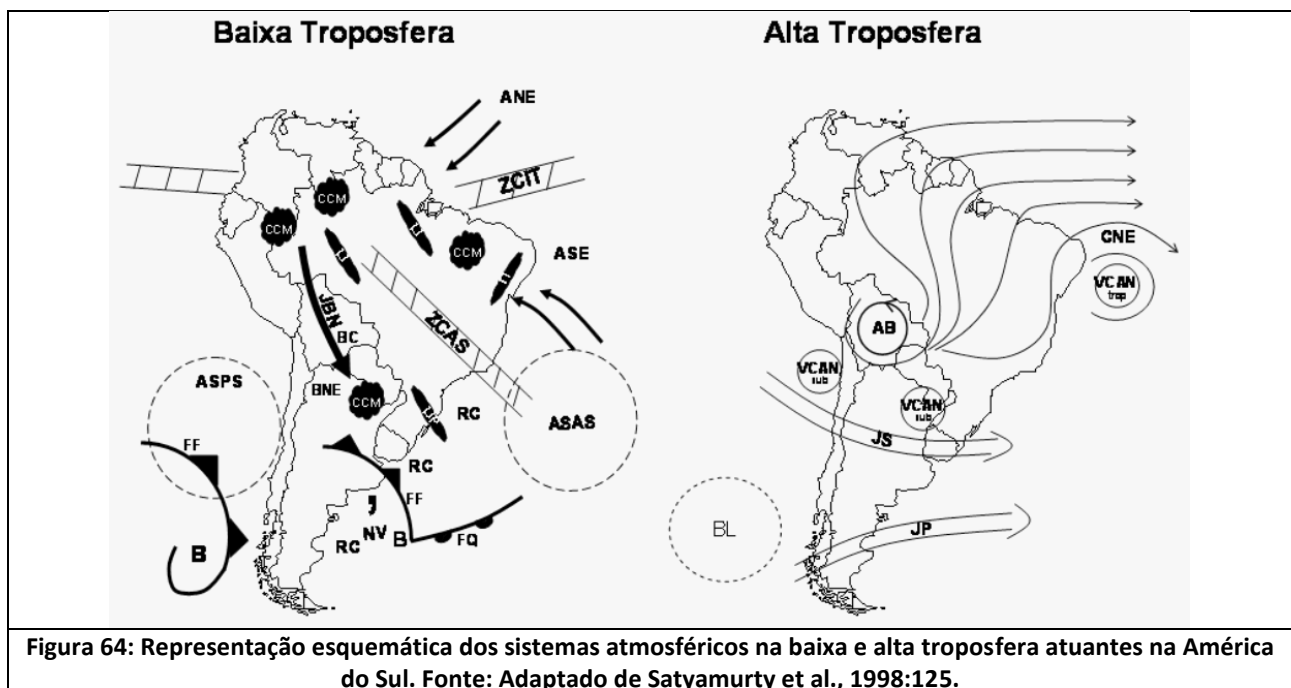 Baixa Troposfera
Alta Troposfera
ANE
ZCIT
CCM
CCM
LI
LI
CCM
LI
ASE
JBN
BC
ZCAS
ASPS
BNE
CCM
RC
ASAS
FF
RC
FF
B
RC
NV
B
FQ
CNE
VCAN
trop
AB
VCAN
sub
VCAN
sub
JS
BL
JP
Figura 64: Representação esquemática dos sistemas atmosféricos na baixa e alta troposfera atuantes na América
do Sul. Fonte: Adaptado de Satyamurty et al., 1998:125.